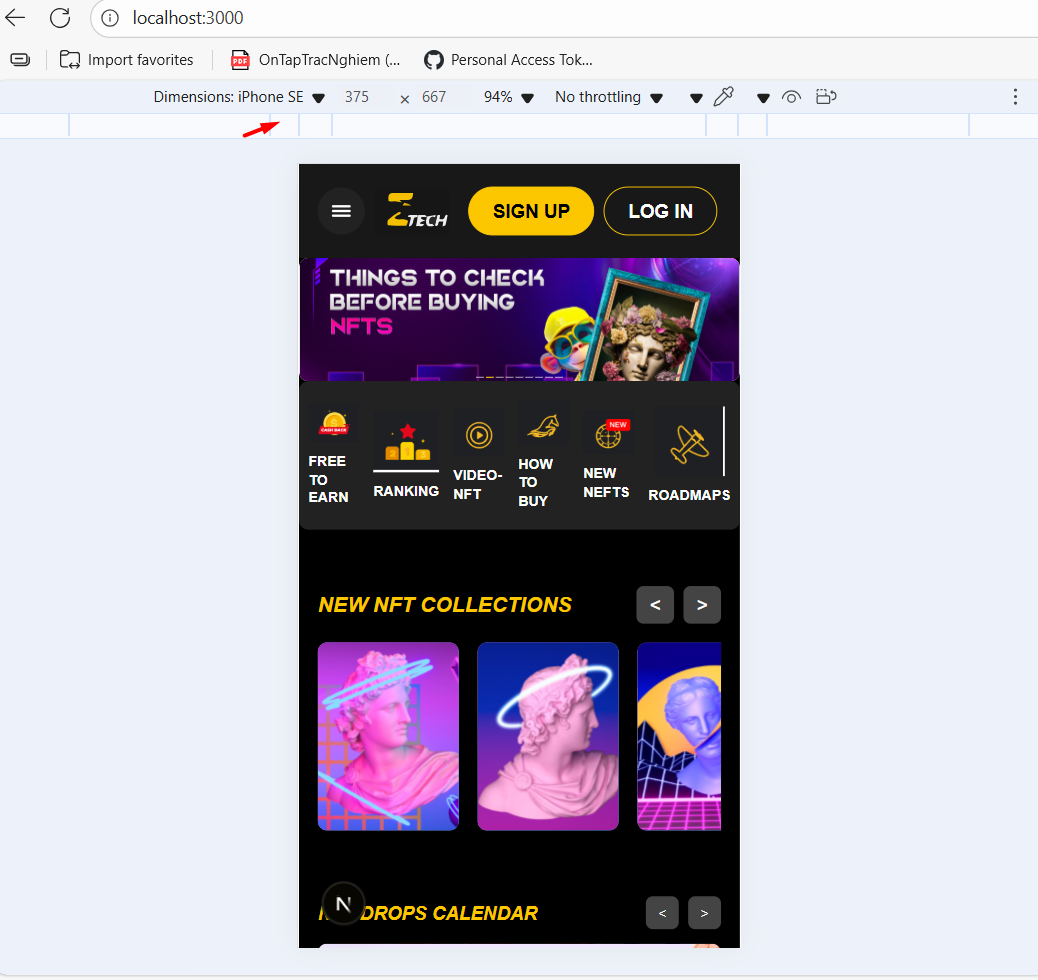 localhost:3000
Import favorites
OnTapTracNghiem (...
Personal Access Tok...
Dimensions: iPhone SE 375 × 667 94% No throttling
ZTECH
SIGN UP
LOG IN
THINGS TO CHECK
BEFORE BUYING
NFTS
CASH BACK
FREE
TO
EARN
RANKING
VIDEO-
NFT
HOW
TO
BUY
NEW
NEW
NEFTS
ROADMAPS
NEW NFT COLLECTIONS
<
>
N
DROPS CALENDAR
<
>